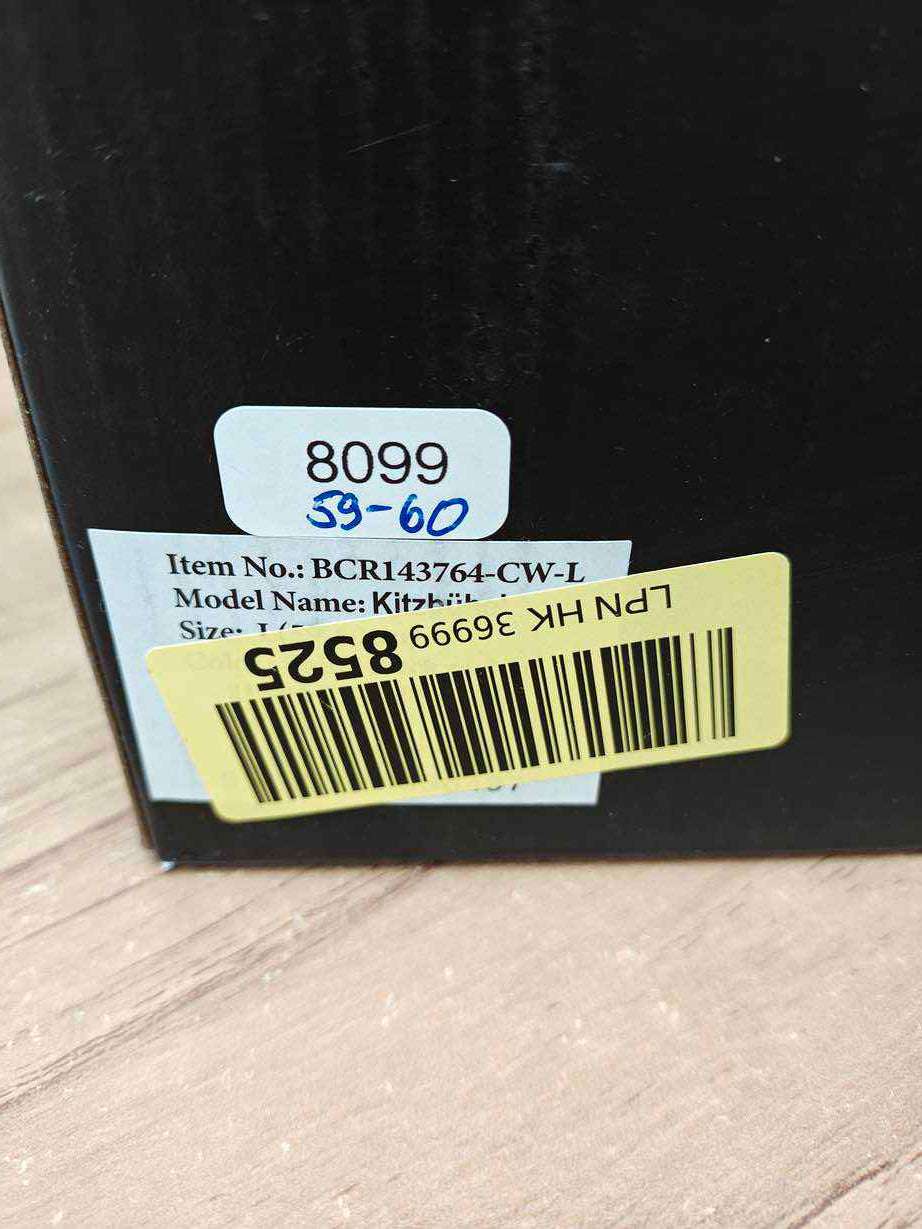 8099
59-60
Item No.: BCR143764-CW-L
Model Name:
Size:
LPN HK 36999 8525